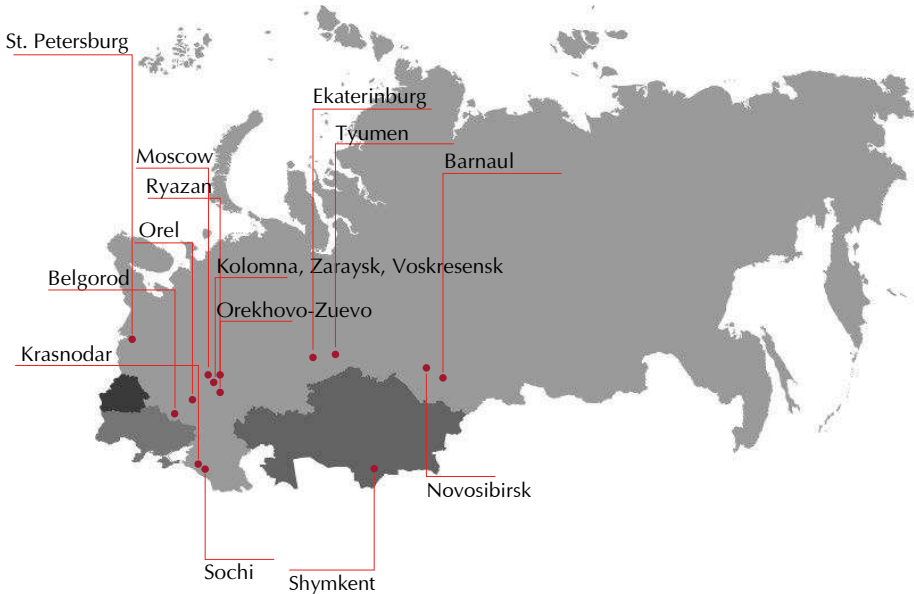 St. Petersburg
Ekaterinburg
Tyumen
Moscow
Barnaul
Ryazan
Orel
Kolomna, Zaraysk, Voskresensk
Belgorod
Orekhovo-Zuevo
Krasnodar
Novosibirsk
Sochi
Shymkent